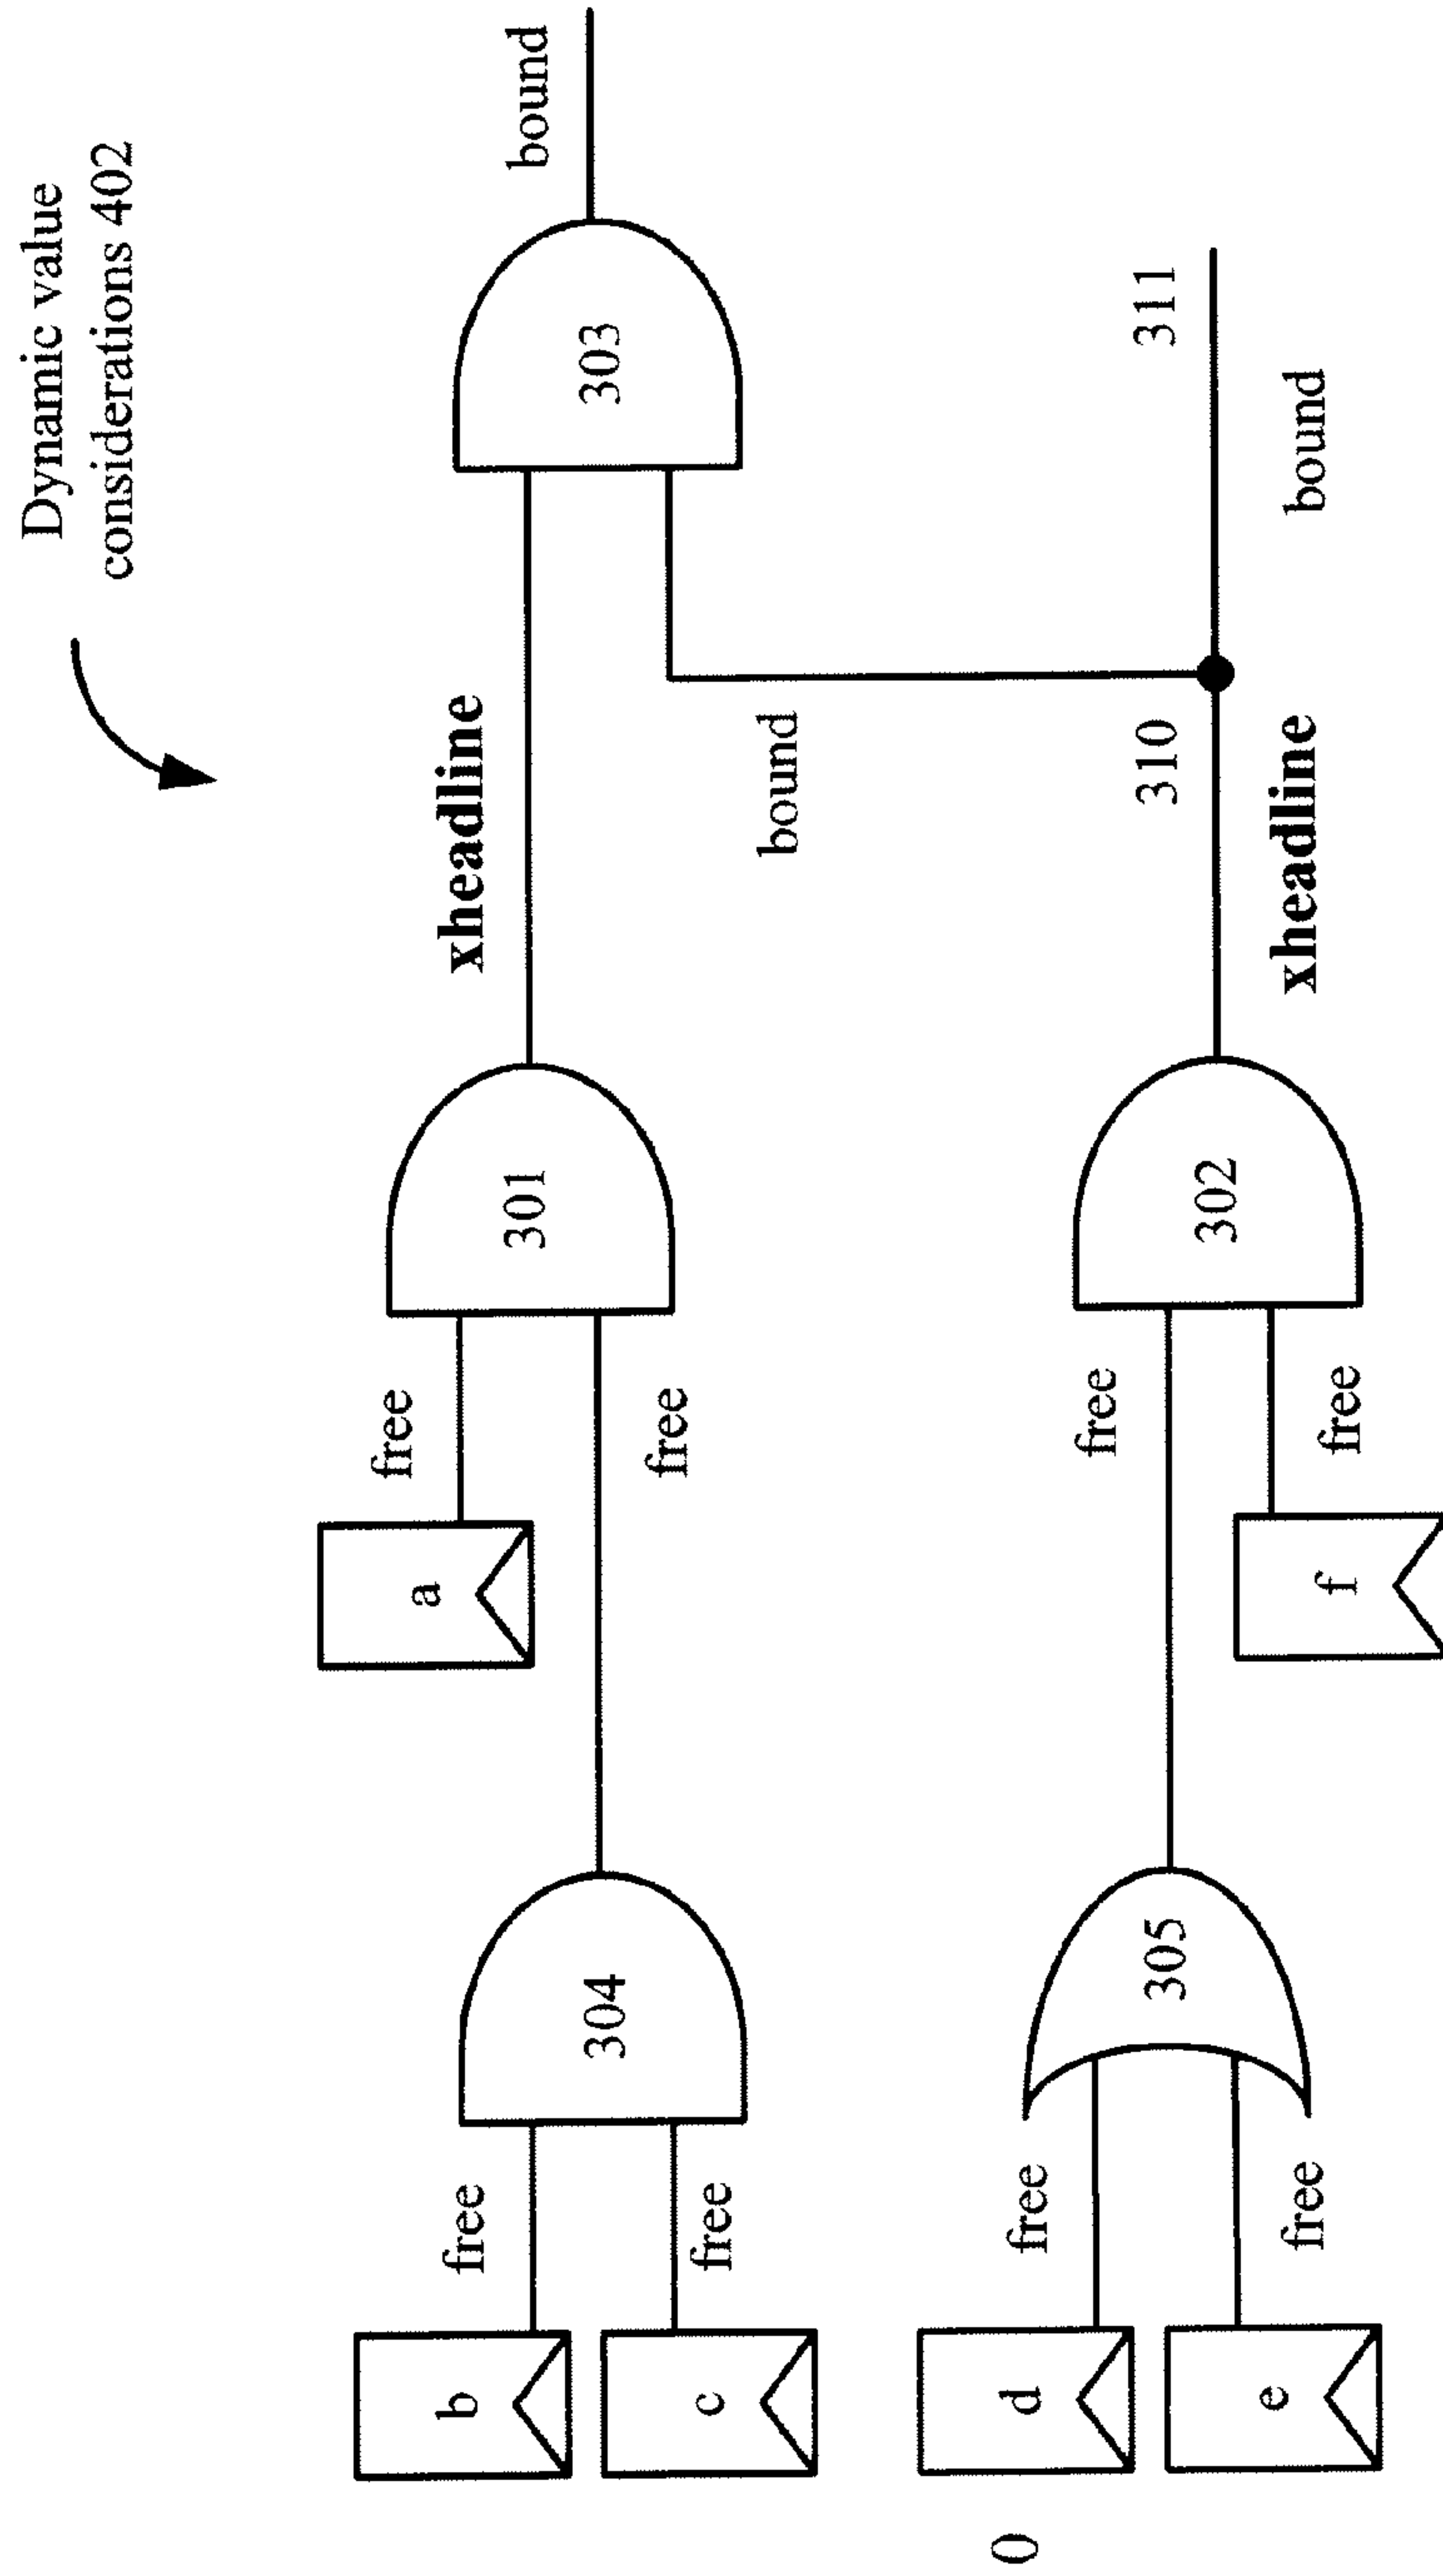 Dynamic value
considerations 402
bound
303
xheadline
a
free
301
free
bound
311
bound
310
xheadline
b
free
304
c
free
free
302
f
free
0
d
free
305
e
free